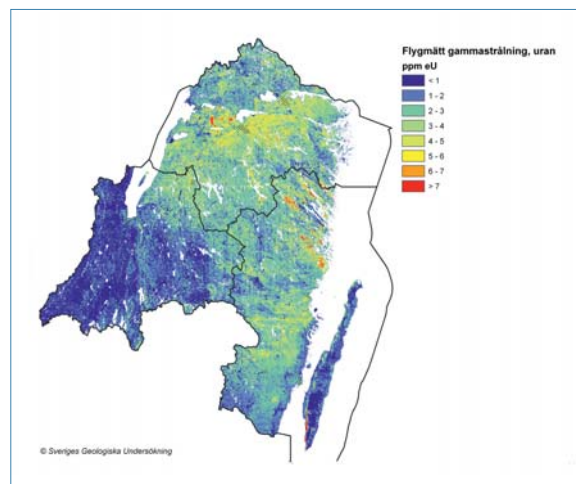 Flygmätt gammastrålning, uran
ppm eU
< 1
1 - 2
2 - 3
3 - 4
4 - 5
5 - 6
6 - 7
> 7
© Sveriges Geologiska Undersökning